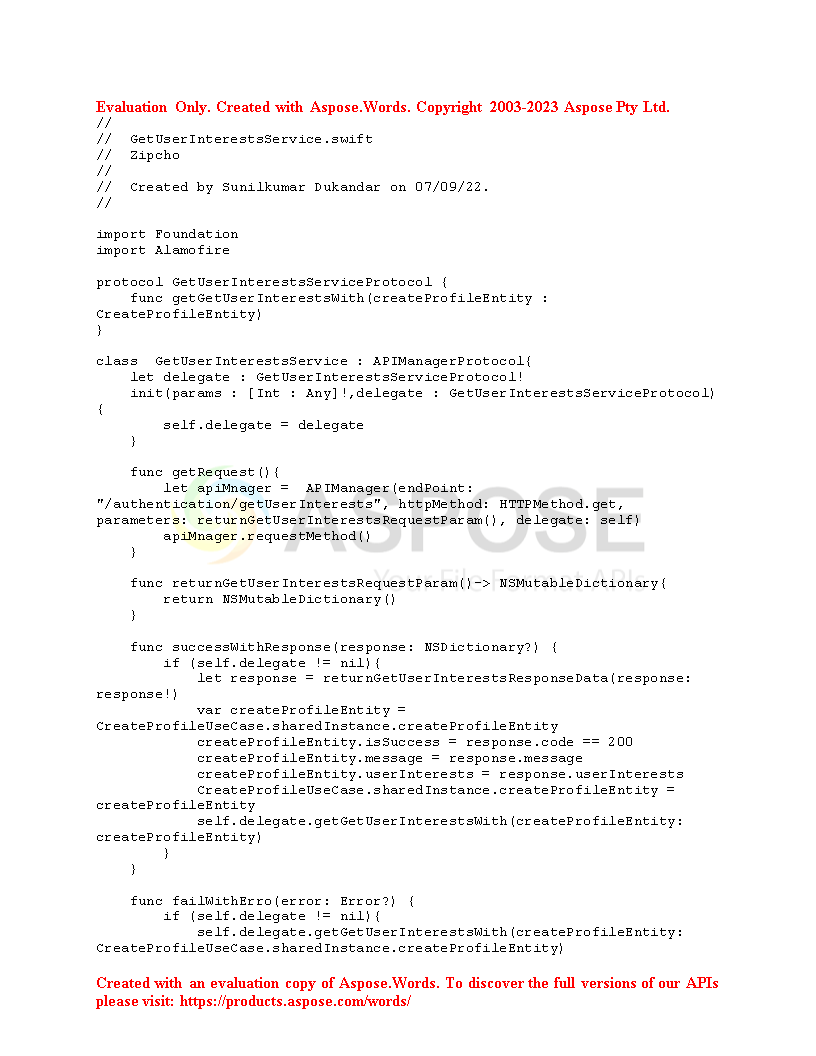 Evaluation Only. Created with Aspose.Words. Copyright 2003-2023 Aspose Pty Ltd.
//
//  GetUserInterestsService.swift
//  Zipcho
//
//  Created by Sunilkumar Dukandar on 07/09/22.
//

import Foundation
import Alamofire

protocol GetUserInterestsServiceProtocol {
    func getGetUserInterestsWith(createProfileEntity :
CreateProfileEntity)
}

class  GetUserInterestsService : APIManagerProtocol{
    let delegate : GetUserInterestsServiceProtocol!
    init(params : [Int : Any]!,delegate : GetUserInterestsServiceProtocol)
{
        self.delegate = delegate
    }

    func getRequest(){
        let apiMnager =  APIManager(endPoint:
"/authentication/getUserInterests", httpMethod: HTTPMethod.get,
parameters: returnGetUserInterestsRequestParam(), delegate: self)
        apiMnager.requestMethod()
    }

    func returnGetUserInterestsRequestParam()-> NSMutableDictionary{
        return NSMutableDictionary()
    }

    func successWithResponse(response: NSDictionary?) {
        if (self.delegate != nil){
            let response = returnGetUserInterestsResponseData(response:
response!)
            var createProfileEntity =
CreateProfileUseCase.sharedInstance.createProfileEntity
            createProfileEntity.isSuccess = response.code == 200
            createProfileEntity.message = response.message
            createProfileEntity.userInterests = response.userInterests
            CreateProfileUseCase.sharedInstance.createProfileEntity =
createProfileEntity
            self.delegate.getGetUserInterestsWith(createProfileEntity:
createProfileEntity)
        }
    }

    func failWithErro(error: Error?) {
        if (self.delegate != nil){
            self.delegate.getGetUserInterestsWith(createProfileEntity:
CreateProfileUseCase.sharedInstance.createProfileEntity)

ASPOSE
Your File Format APIs
Created with an evaluation copy of Aspose.Words. To discover the full versions of our APIs
please visit: https://products.aspose.com/words/